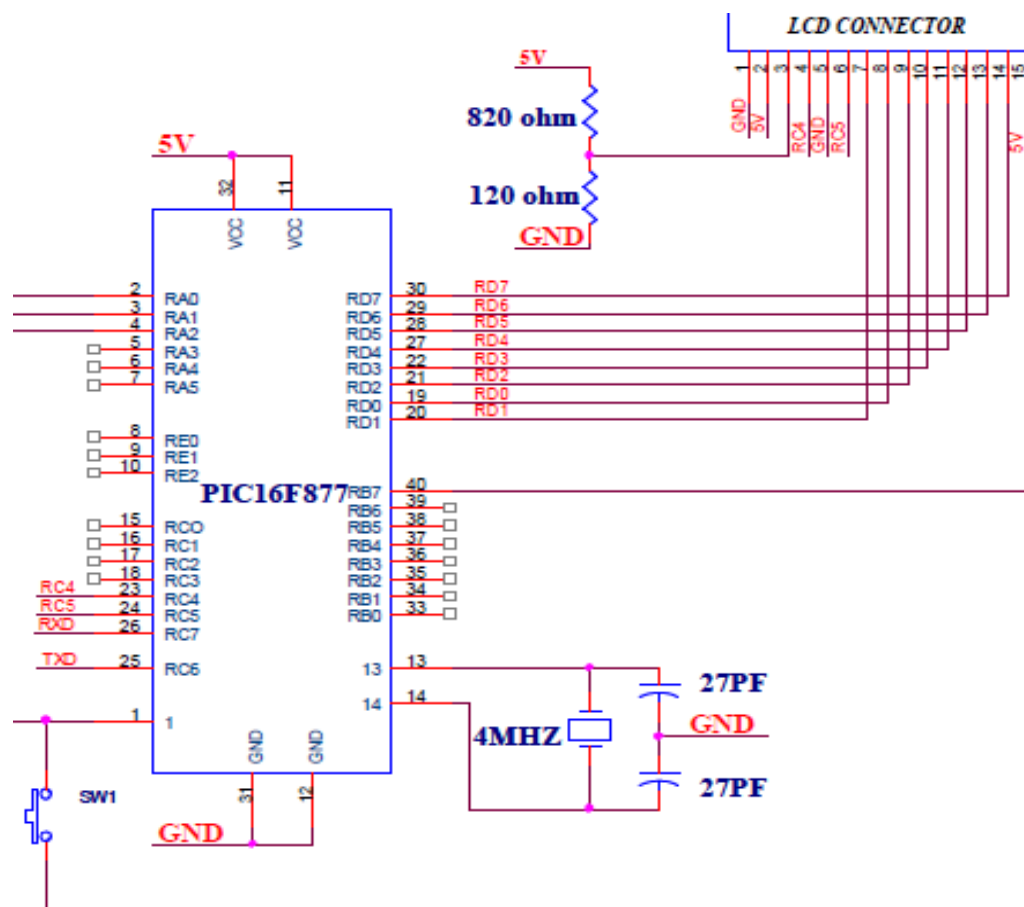 LCD CONNECTOR
1 2 3 4 5 6 7 8 9 10 11 12 13 14 15
GND 5V RC4 GND RC5 5V
5V
820 ohm
120 ohm
GND
5V
32 11
VCC VCC
2 RA0
3 RA1
4 RA2
5 RA3
6 RA4
7 RA5
8 RE0
9 RE1
10 RE2
PIC16F877
15 RCO
16 RC1
17 RC2
18 RC3
RC4 23 RC4
RC5 24 RC5
RXD 26 RC7
TXD 25 RC6
1 1
RD7 30 RD7
RD6 29 RD6
RD5 28 RD5
RD4 27 RD4
RD3 22 RD3
RD2 21 RD2
RD0 19 RD0
RD1 20 RD1
RB7 40
RB6 39
RB5 38
RB4 37
RB3 36
RB2 35
RB1 34
RB0 33
13 13
14 14
4MHZ
27PF
GND
27PF
GND GND
31 12
GND
SW1